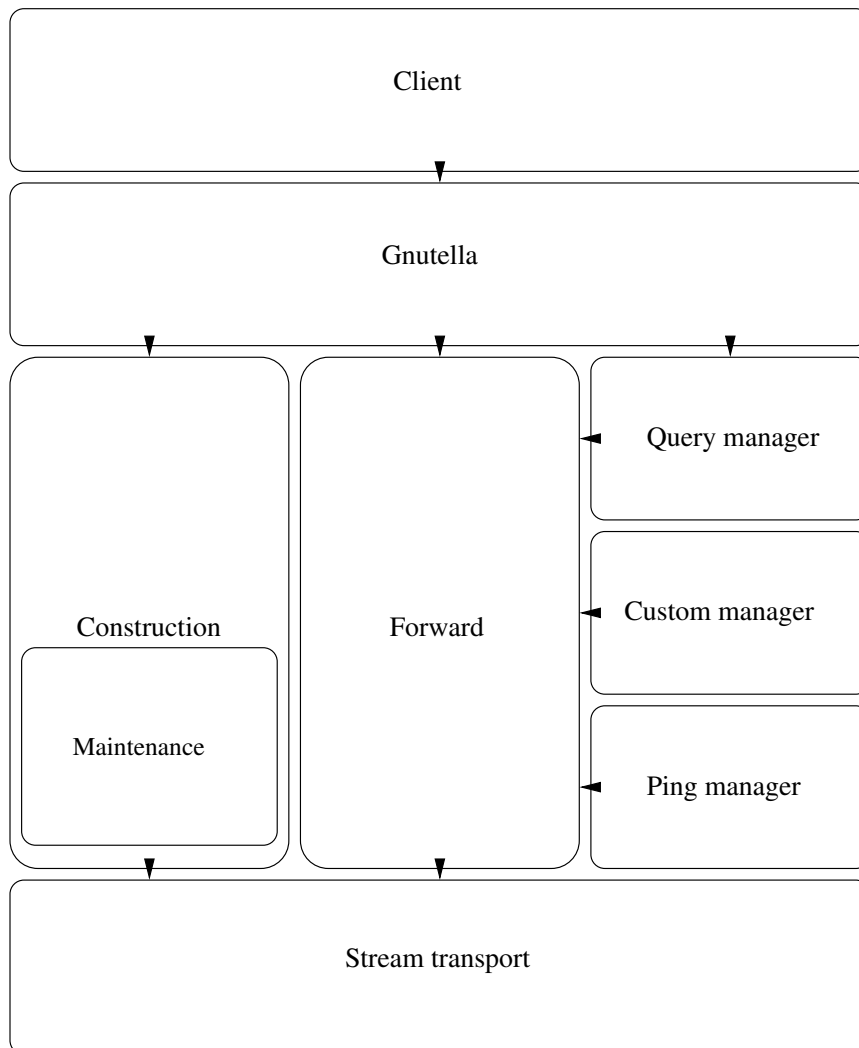 Client
Gnutella
Query manager
Custom manager
Construction
Forward
Maintenance
Ping manager
Stream transport